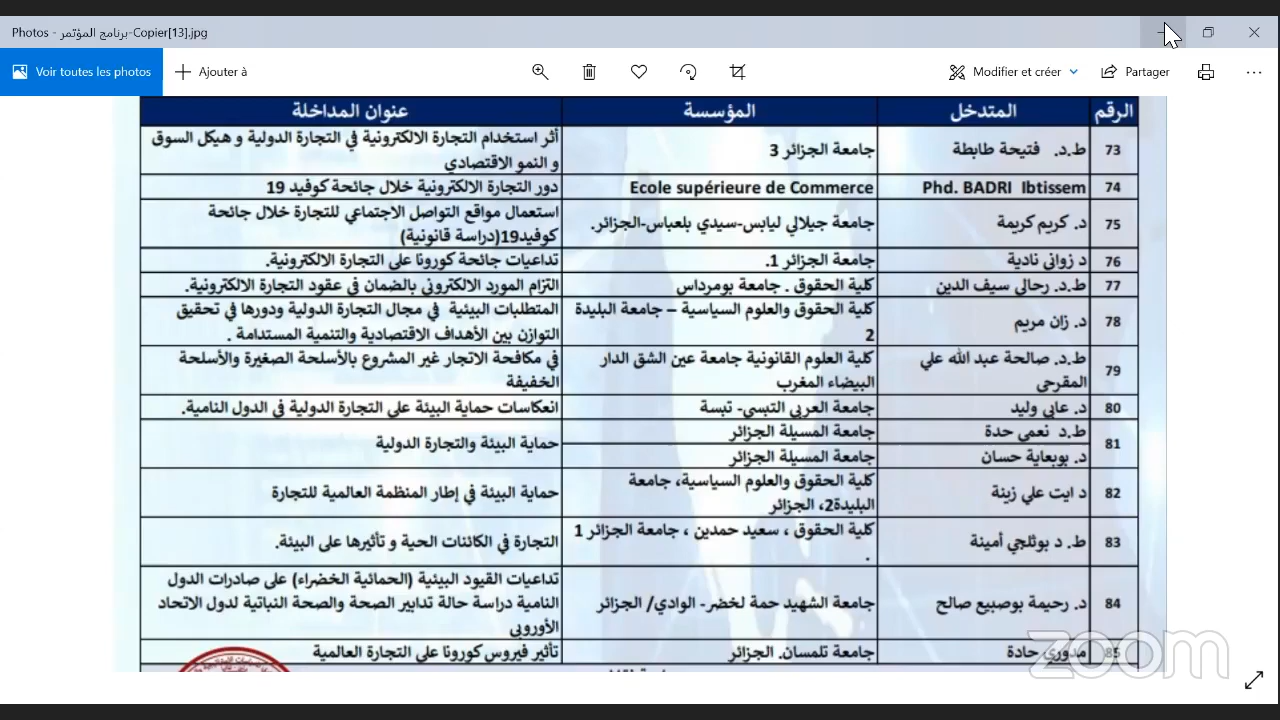 Photos - برنامج المؤتمر-Copier[13].jpg
Voir toutes les photos
Ajouter à
Modifier et créer
Partager
الرقم المتدخل المؤسسة عنوان المداخلة
73 ط.د. فتيحة طابطة جامعة الجزائر 3 أثر استخدام التجارة الالكترونية في التجارة الدولية و هيكل السوق
و النمو الاقتصادي
74 Phd. BADRI Ibtissem Ecole supérieure de Commerce دور التجارة الالكترونية خلال جائحة كوفيد 19
75 د. كريم كريمة جامعة جيلالي ليابس-سيدي بلعباس-الجزائر. استعمال مواقع التواصل الاجتماعي للتجارة خلال جائحة
كوفيد19(دراسة قانونية)
76 د زواني نادية جامعة الجزائر 1. تداعيات جائحة كورونا على التجارة الالكترونية.
77 ط.د. رحالي سيف الدين كلية الحقوق . جامعة بومرداس التزام المورد الالكتروني بالضمان في عقود التجارة الالكترونية.
78 د. زان مريم كلية الحقوق والعلوم السياسية – جامعة البليدة
2
المتطلبات البيئية في مجال التجارة الدولية ودورها في تحقيق
التوازن بين الأهداف الاقتصادية والتنمية المستدامة .
79 ط.د. صالحة عبد الله علي
المقرحي
كلية العلوم القانونية جامعة عين الشق الدار
البيضاء المغرب
في مكافحة الاتجار غير المشروع بالأسلحة الصغيرة والأسلحة
الخفيفة
80 د. عابي وليد جامعة العربي التبسي- تبسة انعكاسات حماية البيئة على التجارة الدولية في الدول النامية.
81 ط.د نعمي حدة جامعة المسيلة الجزائر حماية البيئة والتجارة الدولية
د. بوبعاية حسان جامعة المسيلة الجزائر
82 د ايت علي زينة كلية الحقوق والعلوم السياسية، جامعة
البليدة2، الجزائر
حماية البيئة في إطار المنظمة العالمية للتجارة
83 ط. د بوثلجي أمينة كلية الحقوق ، سعيد حمدين ، جامعة الجزائر 1
.
التجارة في الكائنات الحية و تأثيرها على البيئة.
84 د. رحيمة بوصبيع صالح جامعة الشهيد حمة لخضر- الوادي/ الجزائر تداعيات القيود البيئية (الحمائية الخضراء) على صادرات الدول
النامية دراسة حالة تدابير الصحة والصحة النباتية لدول الاتحاد
الأوروبي
85 مدوري حادة جامعة تلمسان. الجزائر تأثير فيروس كورونا على التجارة العالمية
zoom